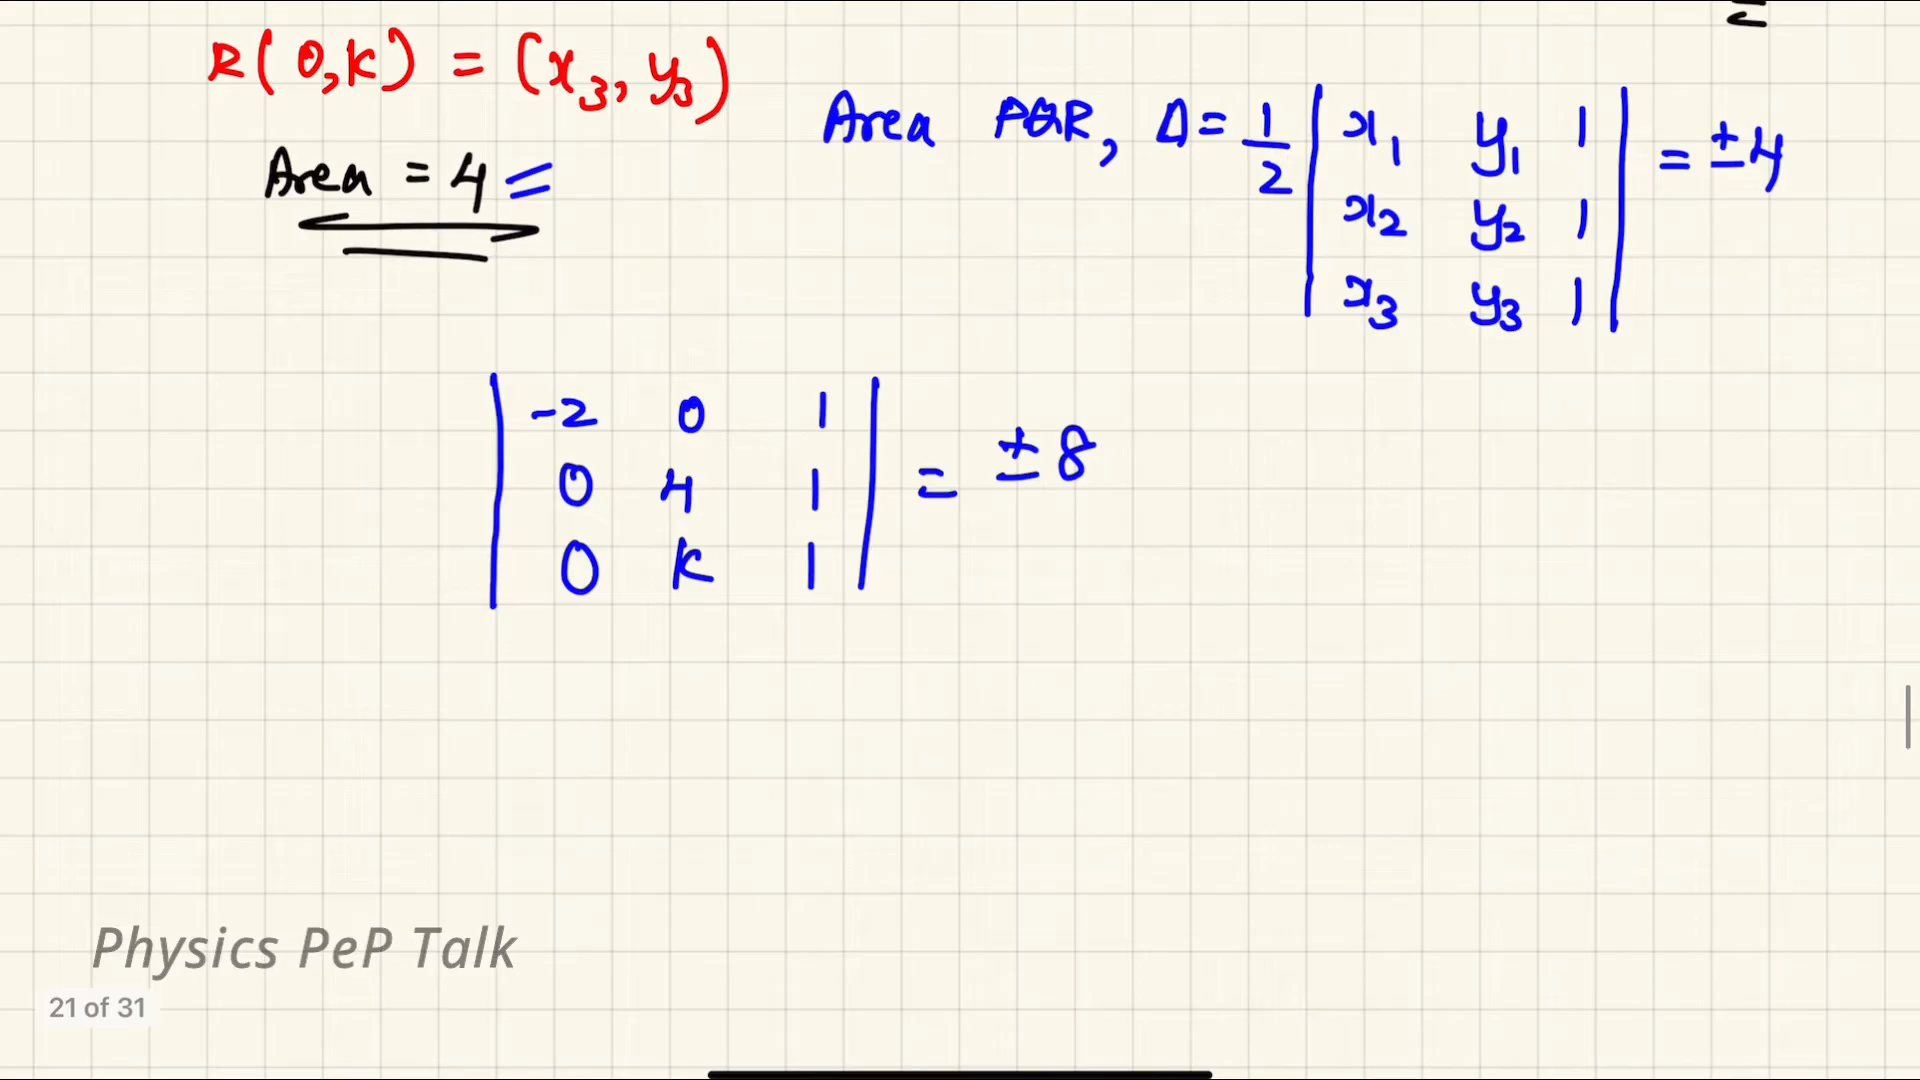 R(0,K) = (x₃, y₃)
Area = 4
Area PQR, Δ = 1/2 | x₁ y₁ 1 | = ±4
| x₂ y₂ 1 |
| x₃ y₃ 1 |
| -2 0 1 |
| 0 4 1 | = ±8
| 0 K 1 |
Physics PeP Talk
21 of 31